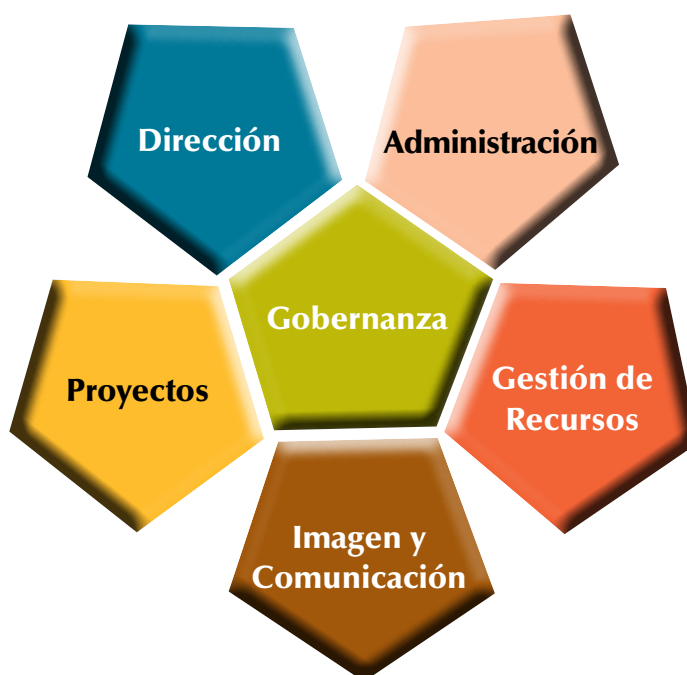 Dirección
Administración
Gobernanza
Proyectos
Gestión de
Recursos
Imagen y
Comunicación